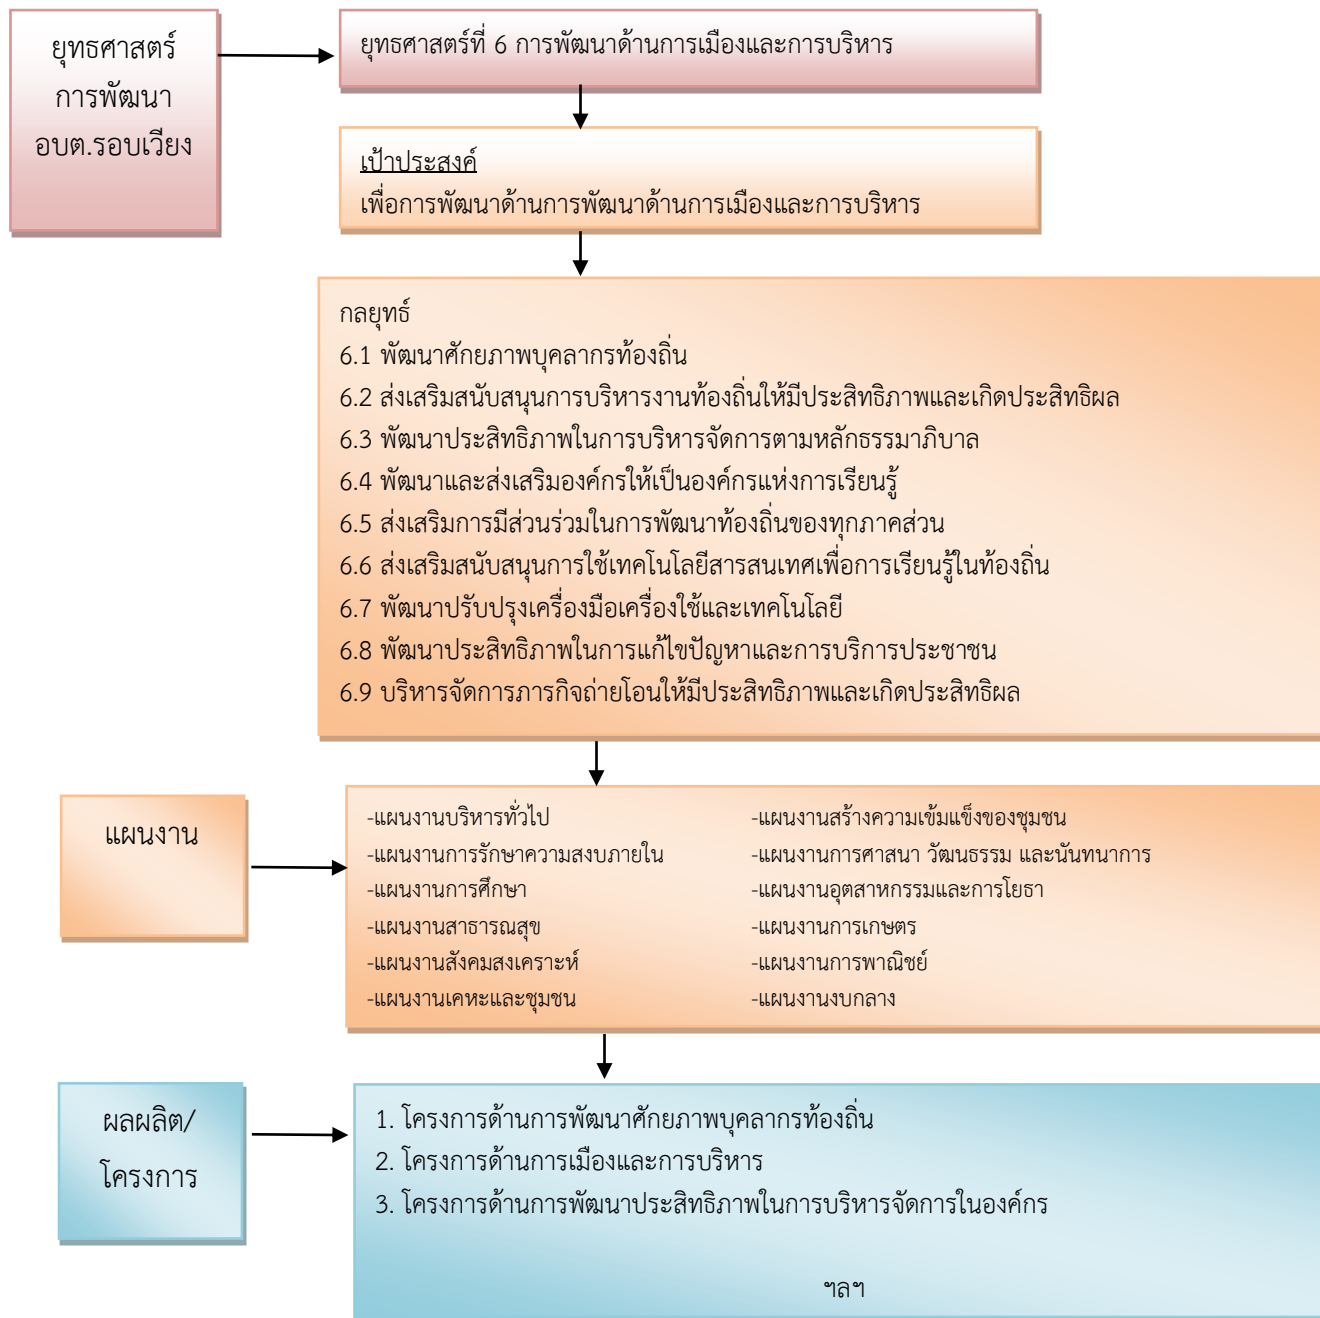 ยุทธศาสตร์
การพัฒนา
อบต.รอบเวียง
ยุทธศาสตร์ที่ 6 การพัฒนาด้านการเมืองและการบริหาร
เป้าประสงค์
เพื่อการพัฒนาด้านการพัฒนาด้านการเมืองและการบริหาร
กลยุทธ์
6.1 พัฒนาศักยภาพบุคลากรท้องถิ่น
6.2 ส่งเสริมสนับสนุนการบริหารงานท้องถิ่นให้มีประสิทธิภาพและเกิดประสิทธิผล
6.3 พัฒนาประสิทธิภาพในการบริหารจัดการตามหลักธรรมาภิบาล
6.4 พัฒนาและส่งเสริมองค์กรให้เป็นองค์กรแห่งการเรียนรู้
6.5 ส่งเสริมการมีส่วนร่วมในการพัฒนาท้องถิ่นของทุกภาคส่วน
6.6 ส่งเสริมสนับสนุนการใช้เทคโนโลยีสารสนเทศเพื่อการเรียนรู้ในท้องถิ่น
6.7 พัฒนาปรับปรุงเครื่องมือเครื่องใช้และเทคโนโลยี
6.8 พัฒนาประสิทธิภาพในการแก้ไขปัญหาและการบริการประชาชน
6.9 บริหารจัดการภารกิจถ่ายโอนให้มีประสิทธิภาพและเกิดประสิทธิผล
แผนงาน
-แผนงานบริหารทั่วไป
-แผนงานการรักษาความสงบภายใน
-แผนงานการศึกษา
-แผนงานสาธารณสุข
-แผนงานสังคมสงเคราะห์
-แผนงานเคหะและชุมชน
-แผนงานสร้างความเข้มแข็งของชุมชน
-แผนงานการศาสนา วัฒนธรรม และนันทนาการ
-แผนงานอุตสาหกรรมและการโยธา
-แผนงานการเกษตร
-แผนงานการพาณิชย์
-แผนงานงบกลาง
ผลผลิต/
โครงการ
1. โครงการด้านการพัฒนาศักยภาพบุคลากรท้องถิ่น
2. โครงการด้านการเมืองและการบริหาร
3. โครงการด้านการพัฒนาประสิทธิภาพในการบริหารจัดการในองค์กร
ฯลฯ